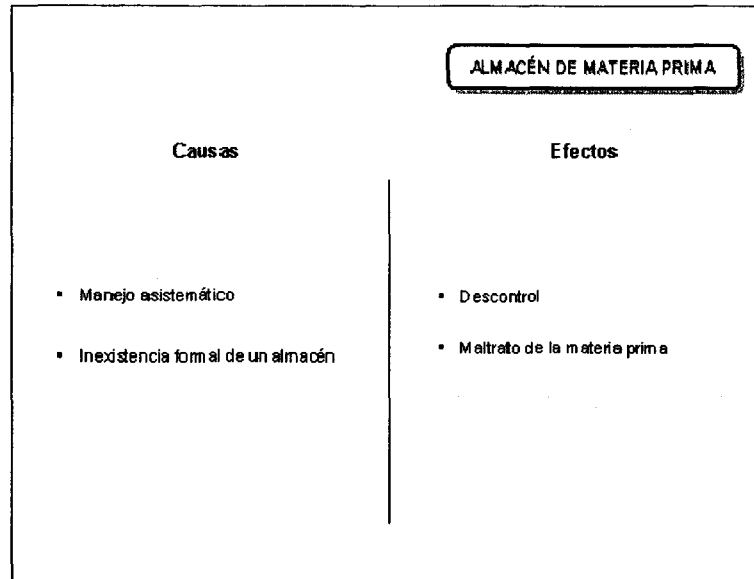 ALMACÉN DE MATERIA PRIMA
Causas
Efectos
▪ Manejo asistemático
▪ Inexistencia formal de un almacén
▪ Descontrol
▪ Maltrato de la materia prima